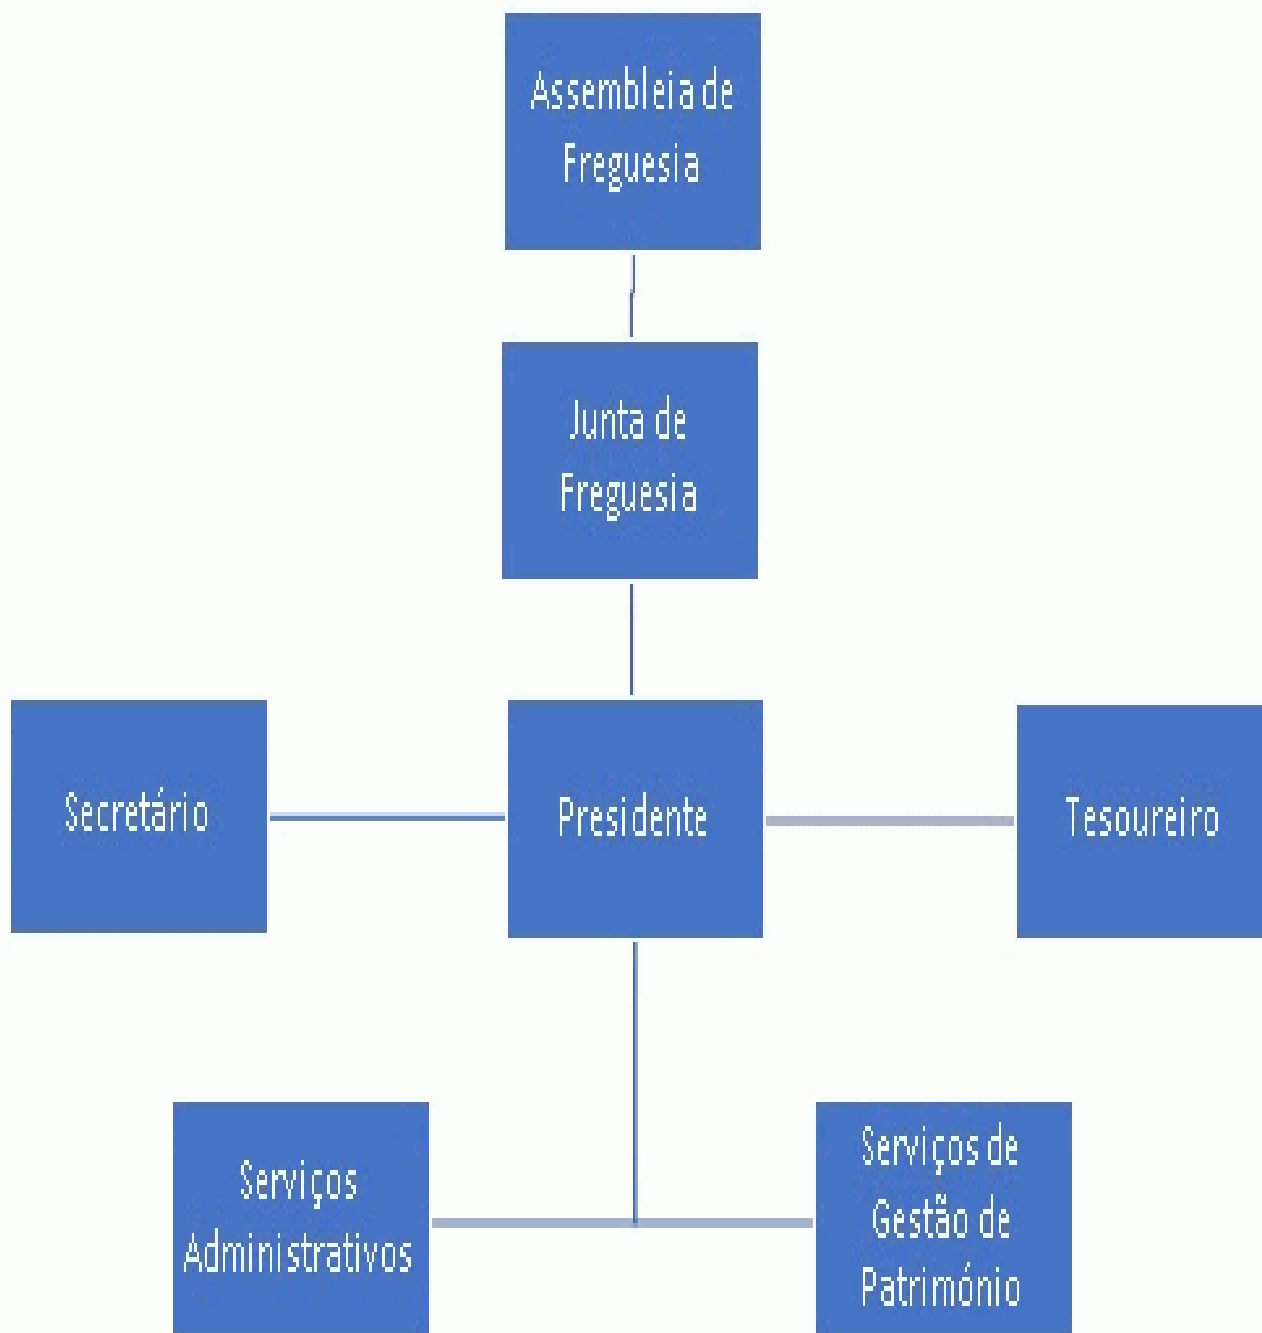 Assembleia de
Freguesia
Junta de
Freguesia
Secretário
Presidente
Tesoureiro
Serviços
Administrativos
Serviços de
Gestão de
Património